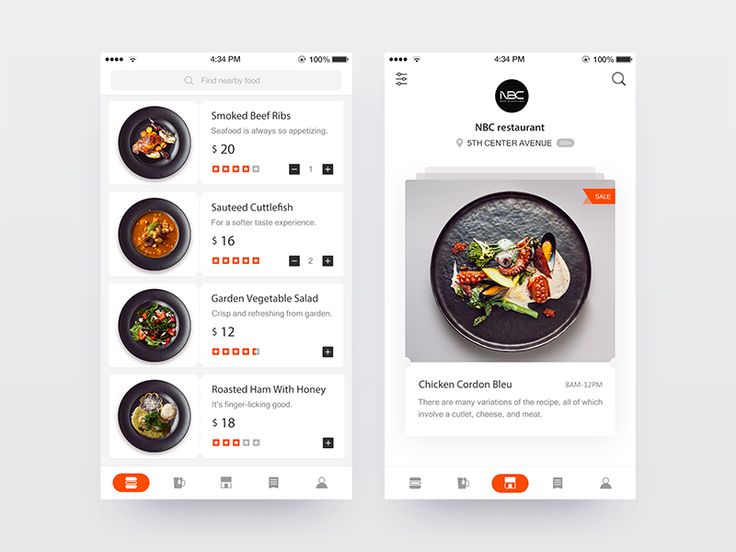 4:34 PM
100%
Find nearby food
Smoked Beef Ribs
Seafood is always so appetizing.
$ 20
1
Sauteed Cuttlefish
For a softer taste experience.
$ 16
2
Garden Vegetable Salad
Crisp and refreshing from garden.
$ 12
Roasted Ham With Honey
It's finger-licking good.
$ 18
4:34 PM
100%
NBC
NBC restaurant
5TH CENTER AVENUE
SALE
Chicken Cordon Bleu
8AM-12PM
There are many variations of the recipe, all of which
involve a cutlet, cheese, and meat.